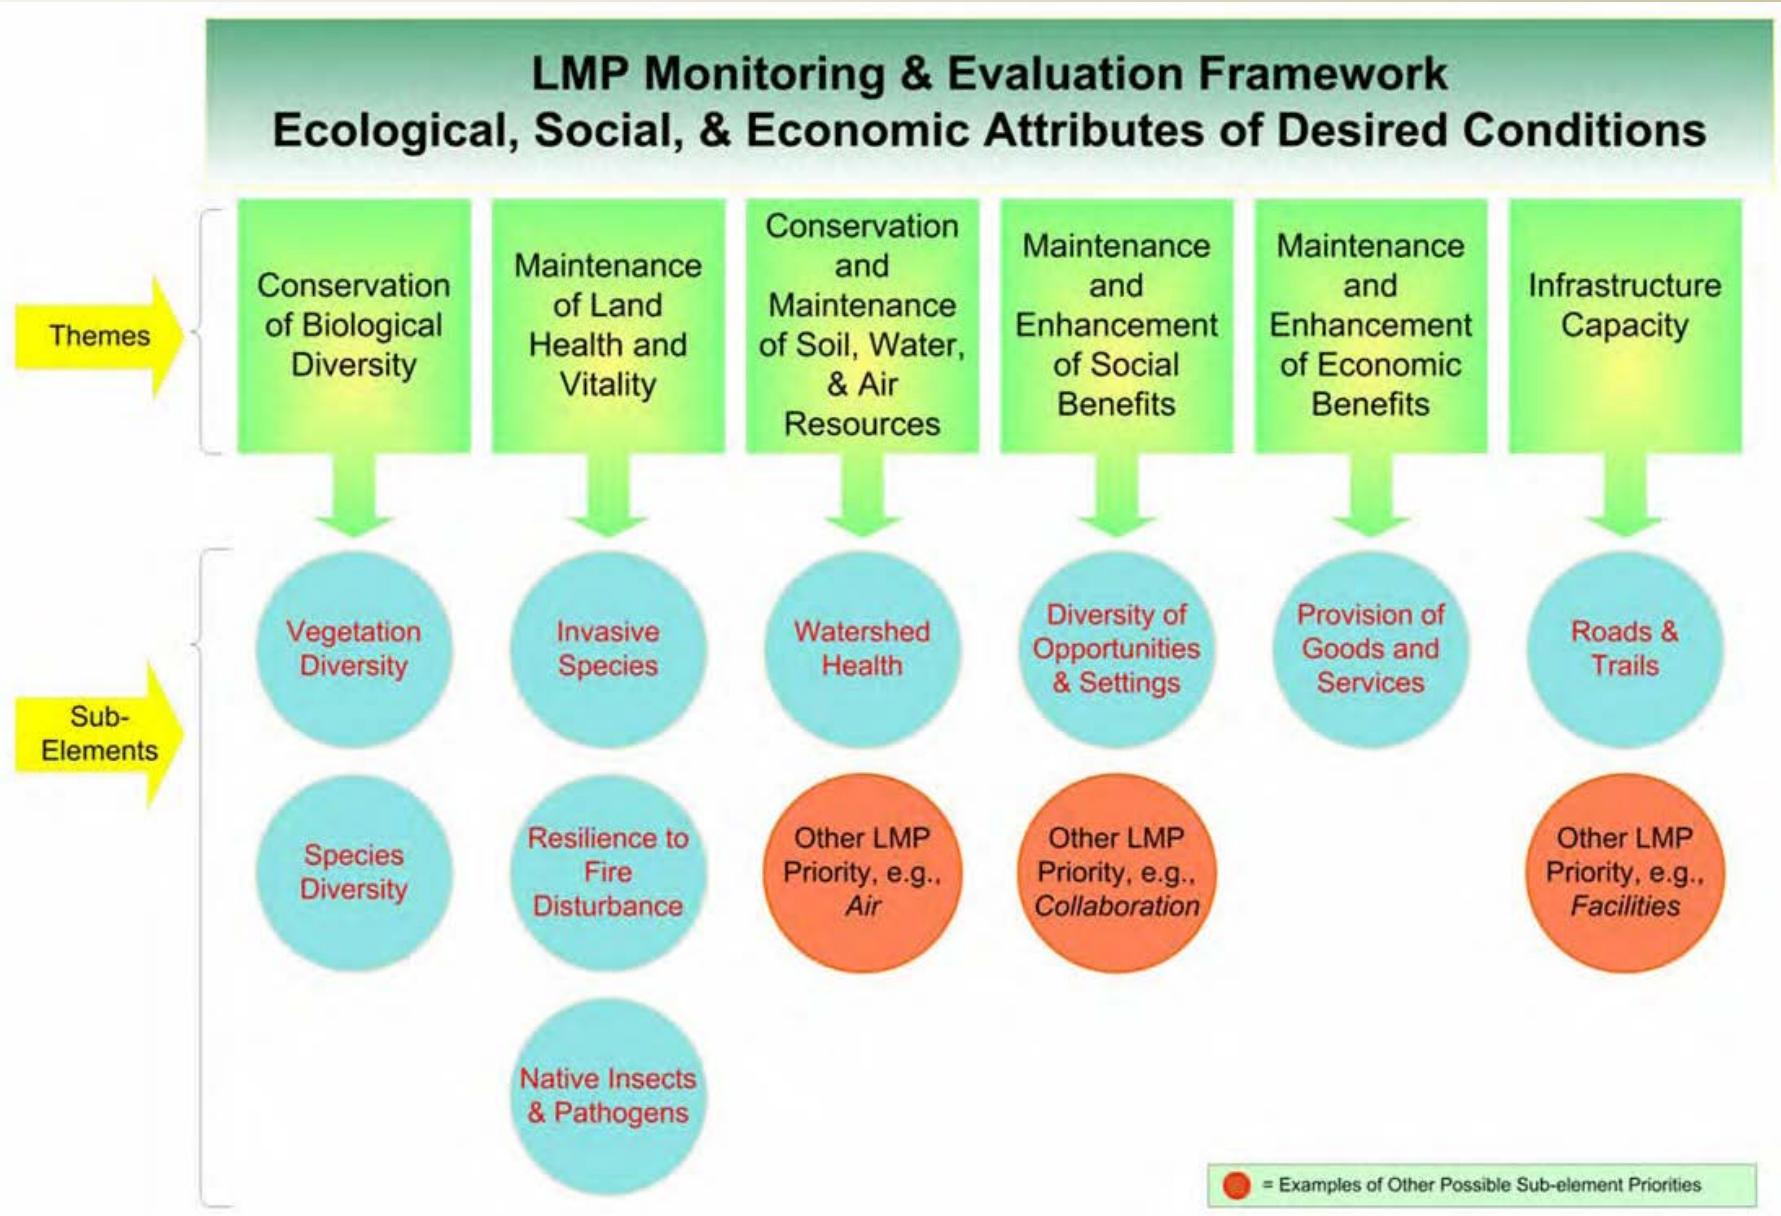 LMP Monitoring & Evaluation Framework
Ecological, Social, & Economic Attributes of Desired Conditions
Themes
Conservation
of Biological
Diversity
Maintenance
of Land
Health and
Vitality
Conservation
and
Maintenance
of Soil, Water,
& Air
Resources
Maintenance
and
Enhancement
of Social
Benefits
Maintenance
and
Enhancement
of Economic
Benefits
Infrastructure
Capacity
Sub-
Elements
Vegetation
Diversity
Invasive
Species
Watershed
Health
Diversity of
Opportunities
& Settings
Provision of
Goods and
Services
Roads &
Trails
Species
Diversity
Resilience to
Fire
Disturbance
Other LMP
Priority, e.g.,
Air
Other LMP
Priority, e.g.,
Collaboration
Other LMP
Priority, e.g.,
Facilities
Native Insects
& Pathogens
= Examples of Other Possible Sub-element Priorities